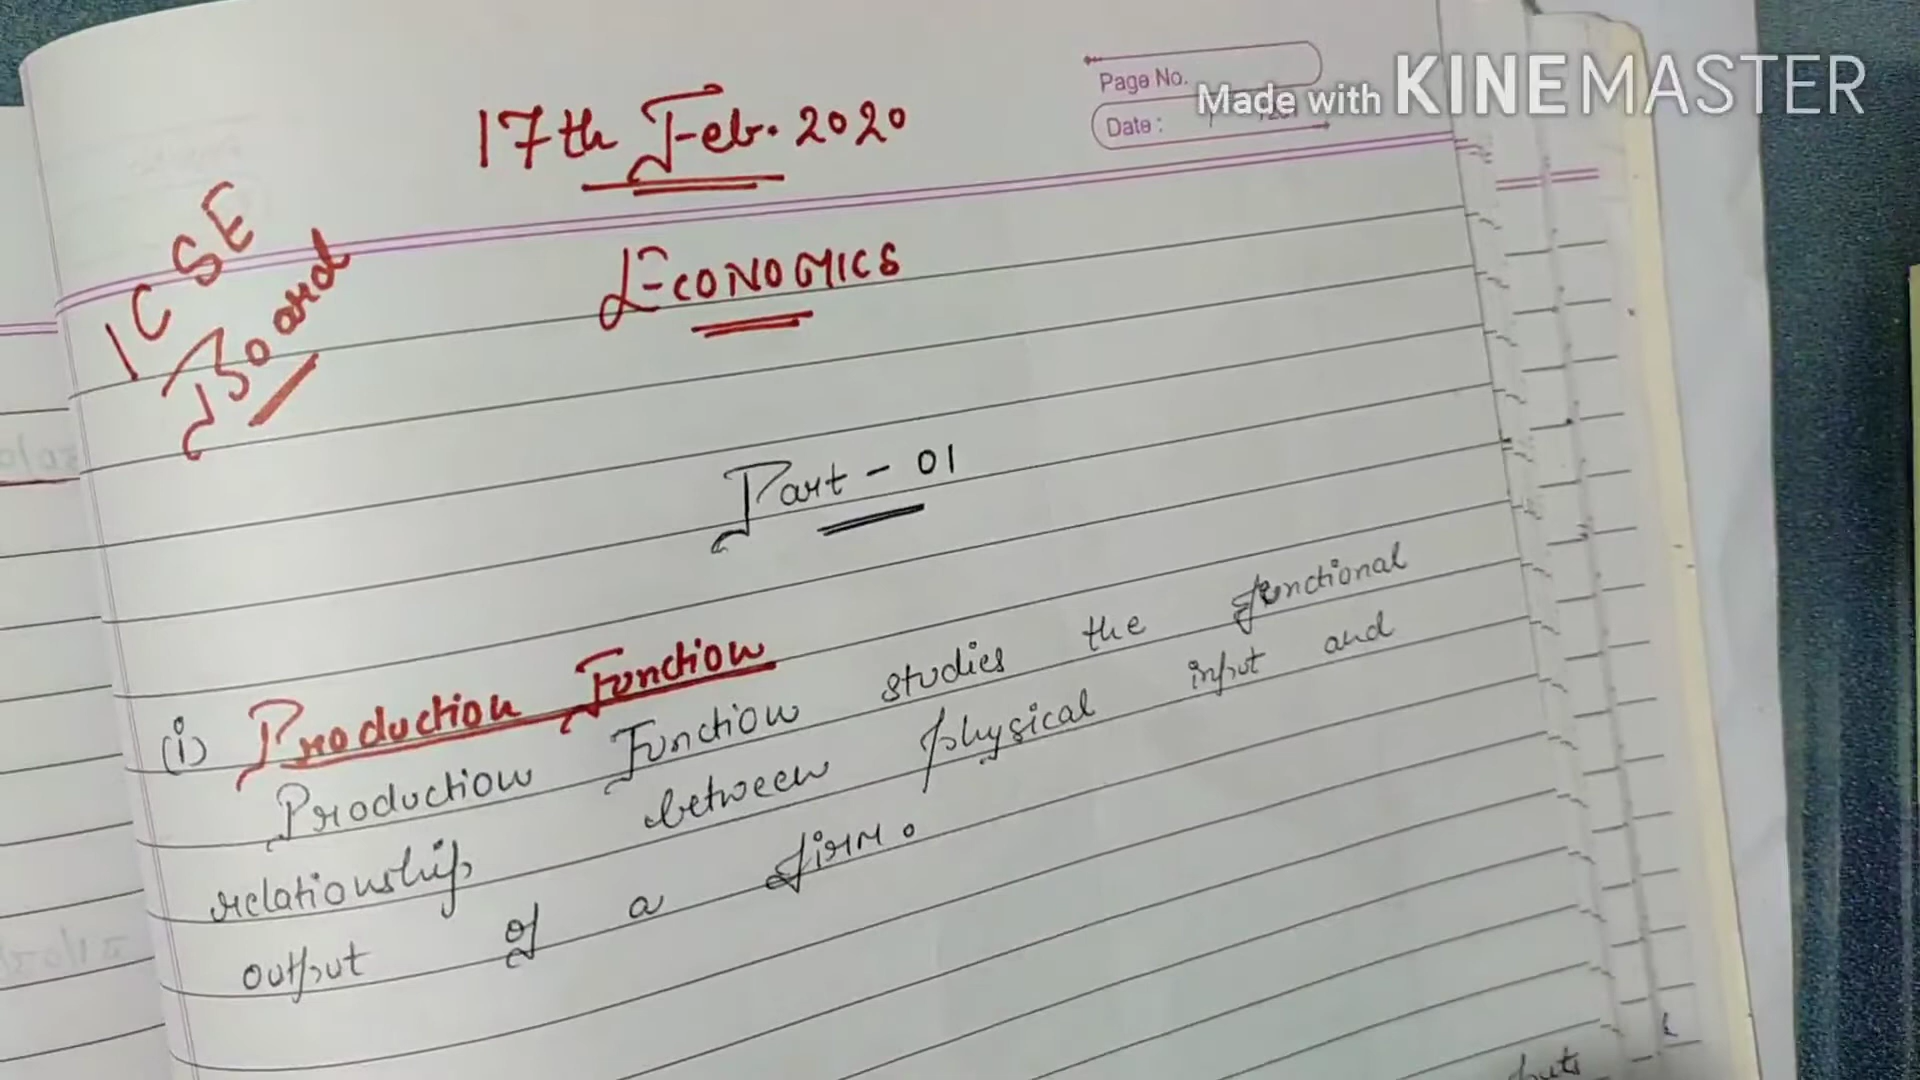 Made with KINEMASTER
Page No.
Date :
17th Feb. 2020
ICSE
Board
ECONOMICS
Part - 01
(i) Production Function
Production Function studies the functional
relationship between physical input and
output of a firm.